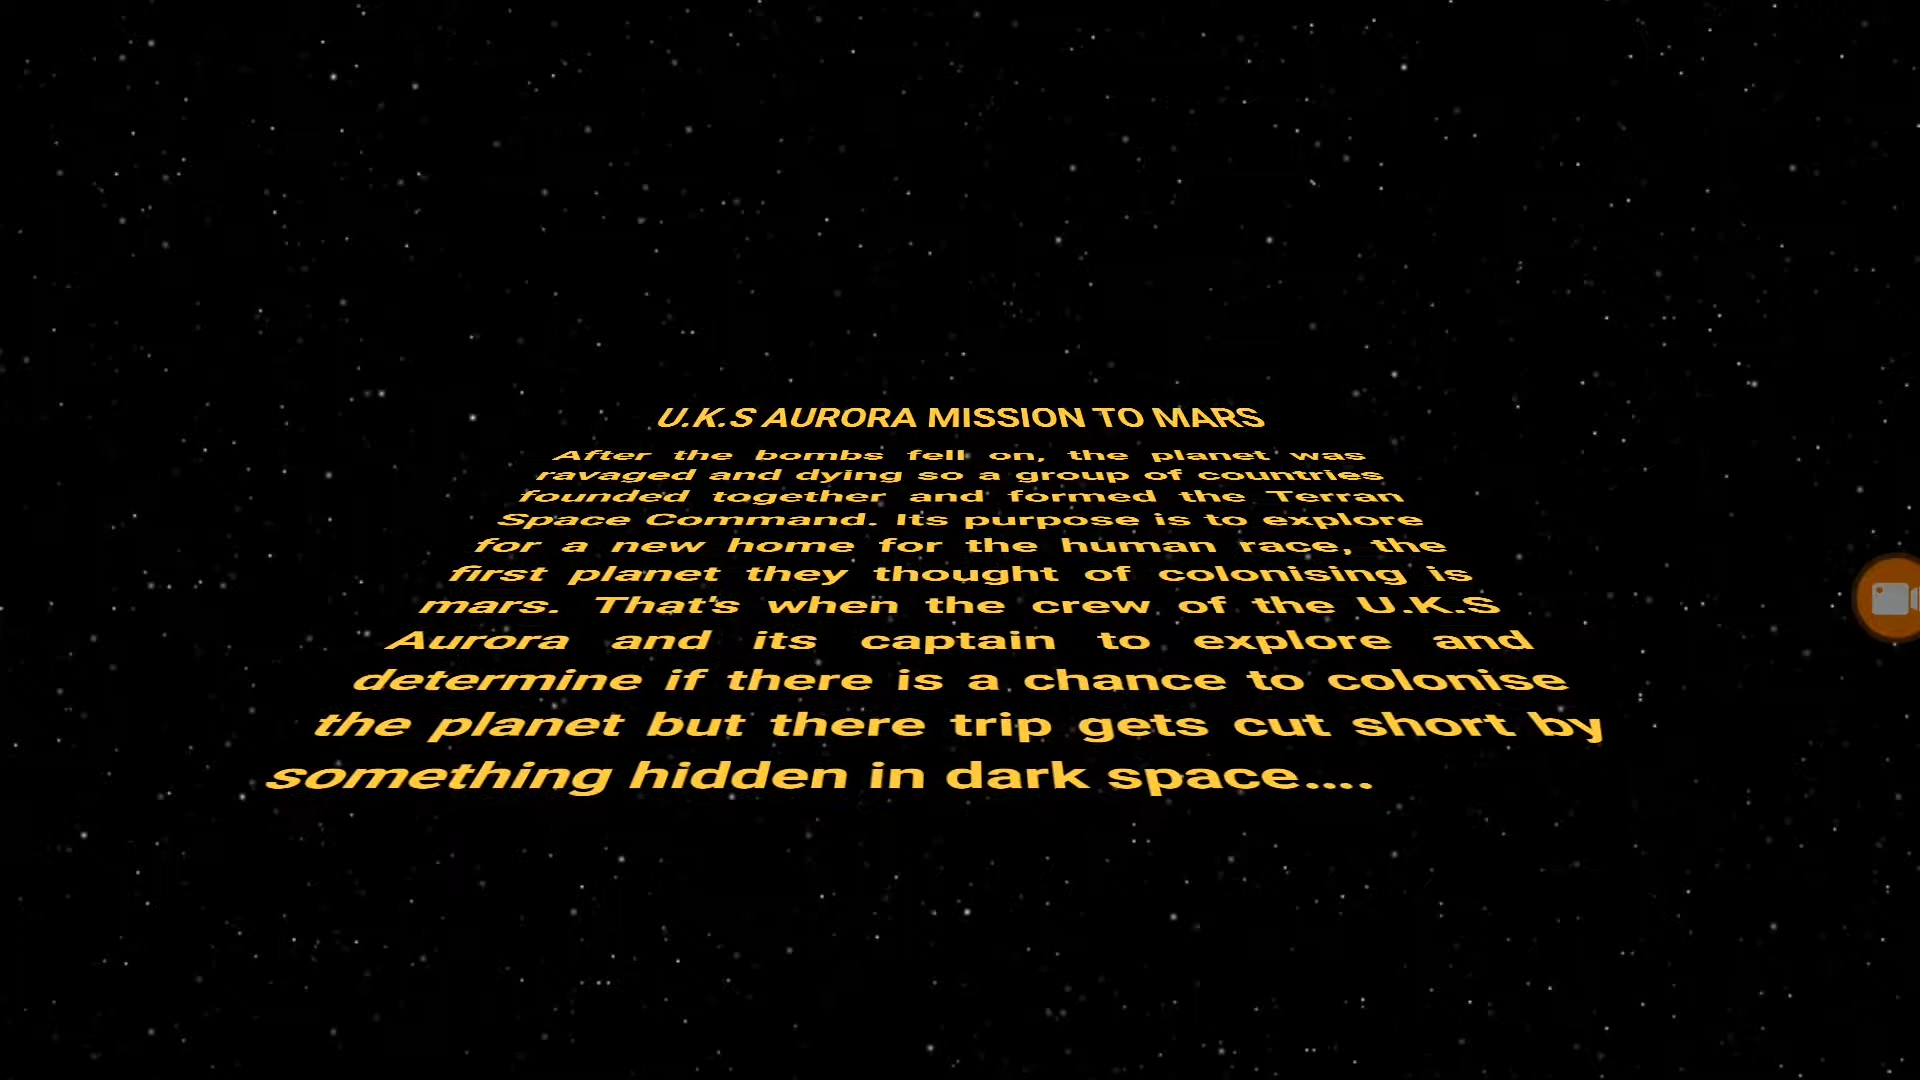 U.K.S AURORA MISSION TO MARS
After the bombs fell on, the planet was
ravaged and dying so a group of countries
founded together and formed the Terran
Space Command. Its purpose is to explore
for a new home for the human race, the
first planet they thought of colonising is
mars. That's when the crew of the U.K.S
Aurora and its captain to explore and
determine if there is a chance to colonise
the planet but there trip gets cut short by
something hidden in dark space....